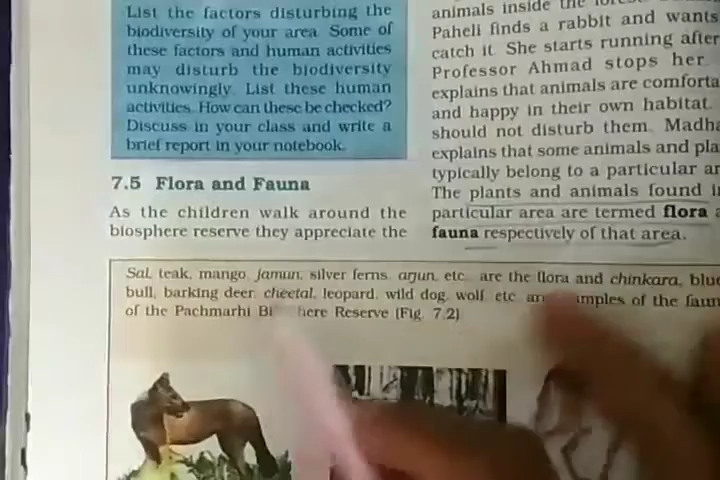 List the factors disturbing the
biodiversity of your area. Some of
these factors and human activities
may disturb the biodiversity
unknowingly. List these human
activities. How can these be checked?
Discuss in your class and write a
brief report in your notebook.
7.5 Flora and Fauna
As the children walk around the
biosphere reserve they appreciate the
animals inside the
Paheli finds a rabbit and wants
catch it. She starts running after
Professor Ahmad stops her
explains that animals are
and happy in their own habitat.
should not disturb them.
explains that some animals and
typically belong to a particular
The plants and animals found
particular area are termed flora
fauna respectively of that area.
Sal, teak, mango, jamun, silver ferns, arjun, etc. are the flora and chinkara, blue
bull, barking deer, cheetal, leopard, wild dog, wolf, etc. of the
of the Pachmarhi Reserve (Fig. 7.2)